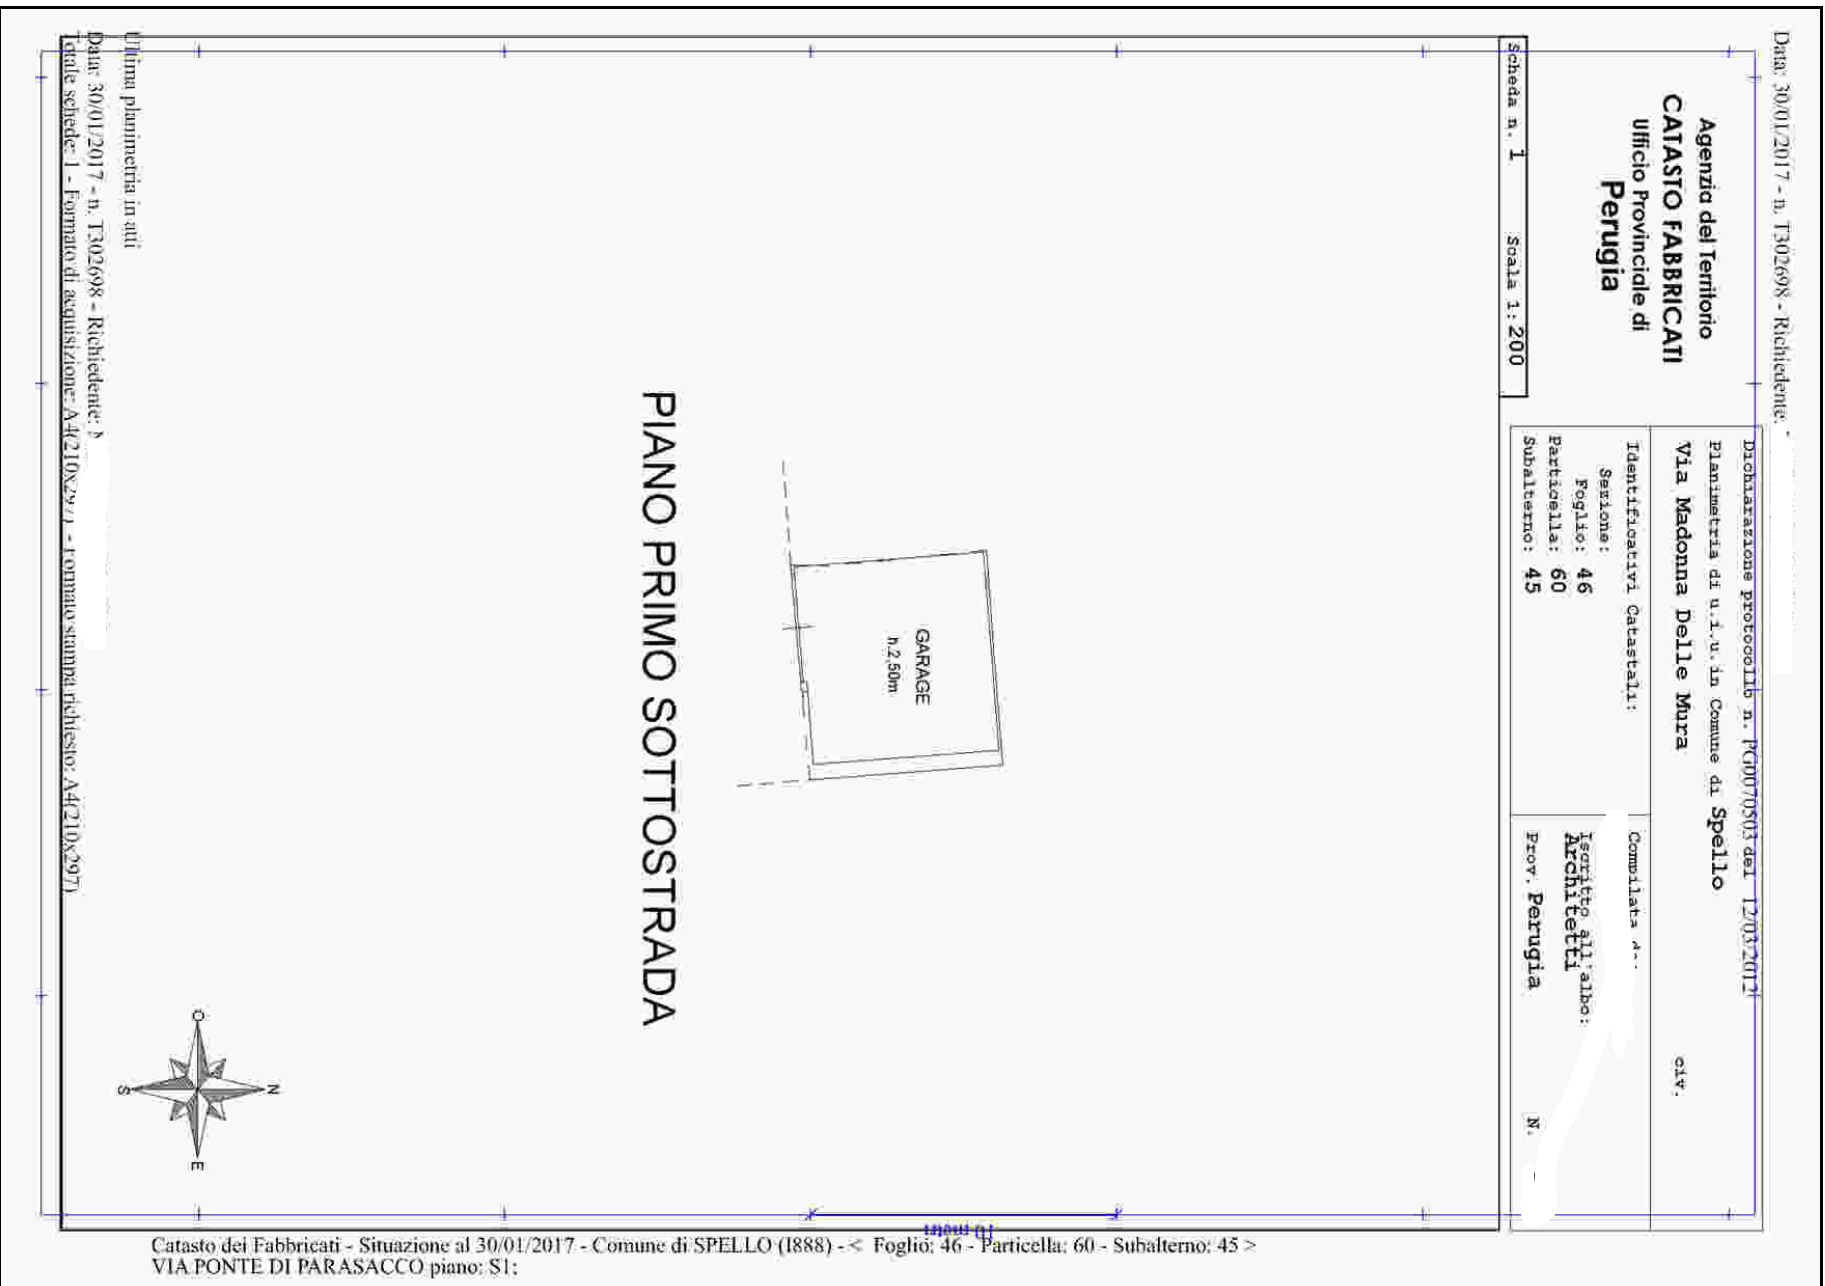 Data: 30/01/2017 - n. T302698 - Richiedente:
Agenzia del Territorio
CATASTO FABBRICATI
Ufficio Provinciale di
Perugia
Dichiarazione protocollo n. PG0070503 del 12/03/2012
Planimetria di u.i.u. in Comune di Spello
Via Madonna Delle Mura civ.
Identificativi Catastali:
Sezione:
Foglio: 46
Particella: 60
Subalterno: 45
Compilata da:
Iscritto all'albo:
Architetti
Prov. Perugia N.
Scheda n. 1 Scala 1:200
GARAGE
h.2,50m
PIANO PRIMO SOTTOSTRADA
O
N
S
E
10 metri
Ultima planimetria in atti
Data: 30/01/2017 - n. T302698 - Richiedente:
Totale schede: 1 - Formato di acquisizione: A4(210x297) - Formato stampa richiesto: A4(210x297)
Catasto dei Fabbricati - Situazione al 30/01/2017 - Comune di SPELLO (I888) - < Foglio: 46 - Particella: 60 - Subalterno: 45 >
VIA PONTE DI PARASACCO piano: S1;